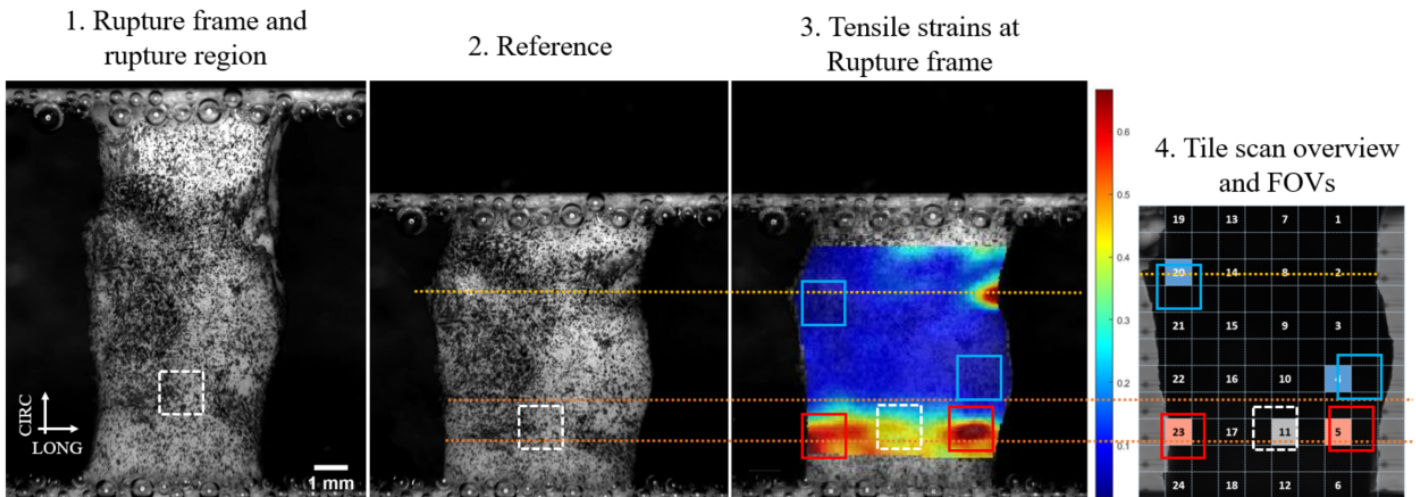 1. Rupture frame and
rupture region
2. Reference
3. Tensile strains at
Rupture frame
4. Tile scan overview
and FOVs
CIRC
LONG
1 mm
0.6
0.5
0.4
0.3
0.2
0.1
19 13 7 1
20 14 8 2
21 15 9 3
22 16 10 4
23 17 11 5
24 18 12 6